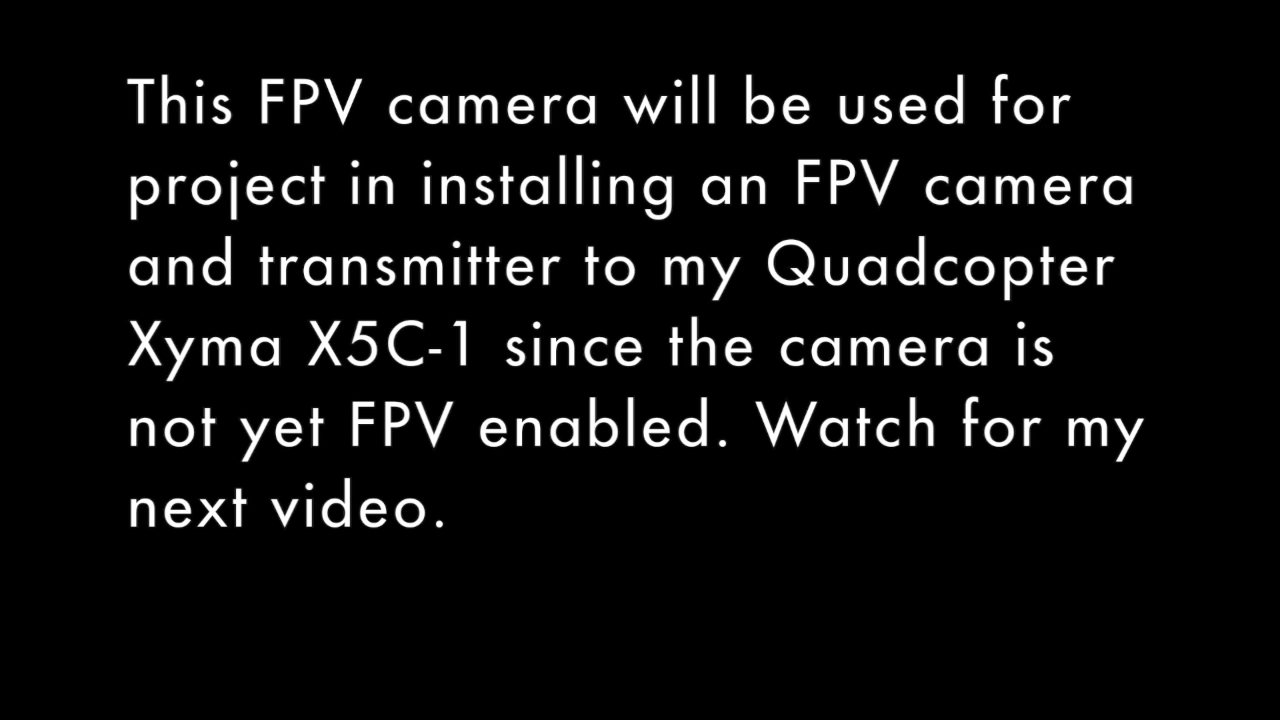 This FPV camera will be used for
project in installing an FPV camera
and transmitter to my Quadcopter
Xyma X5C-1 since the camera is
not yet FPV enabled. Watch for my
next video.